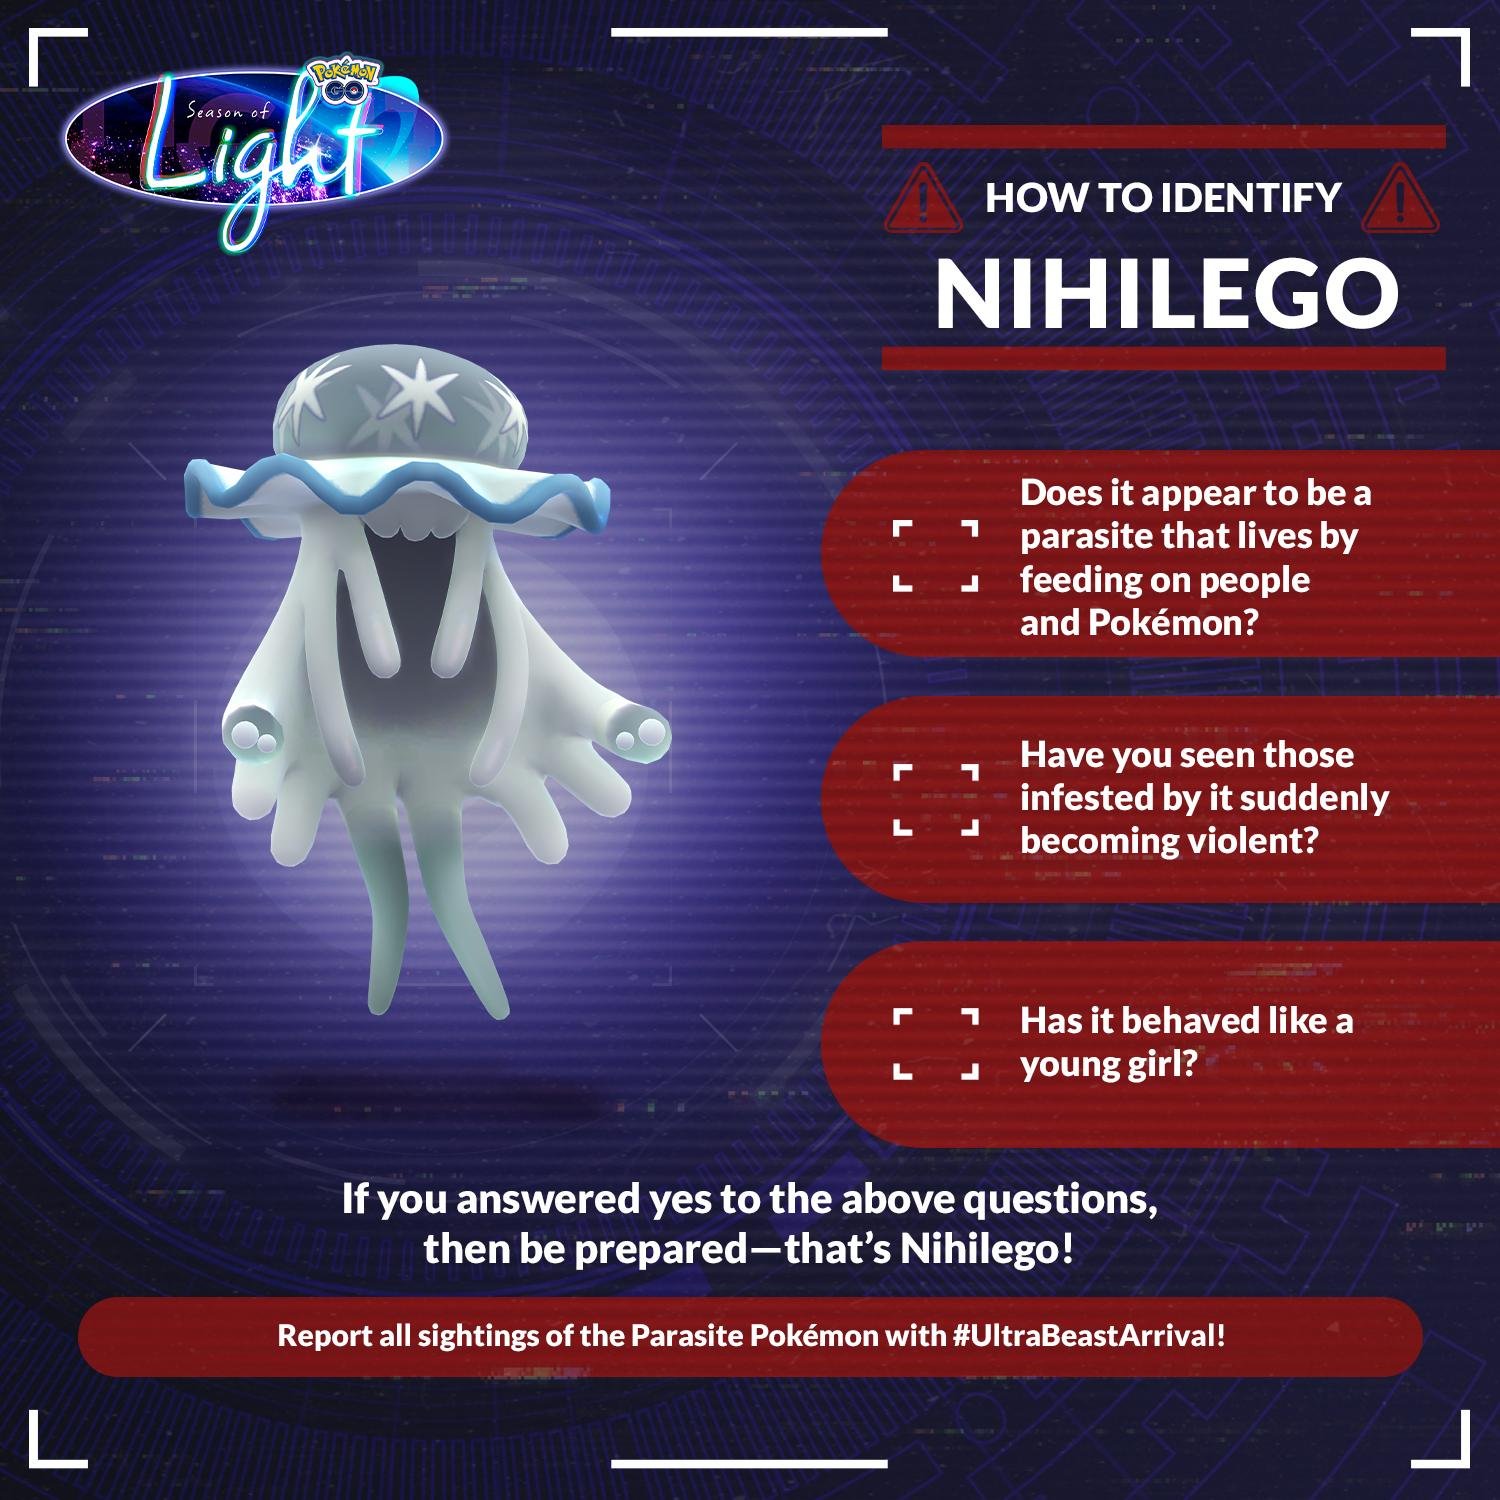 Pokémon
GO
Season of
Light
HOW TO IDENTIFY
NIHILEGO
Does it appear to be a
parasite that lives by
feeding on people
and Pokémon?
Have you seen those
infested by it suddenly
becoming violent?
Has it behaved like a
young girl?
If you answered yes to the above questions,
then be prepared—that’s Nihilego!
Report all sightings of the Parasite Pokémon with #UltraBeastArrival!